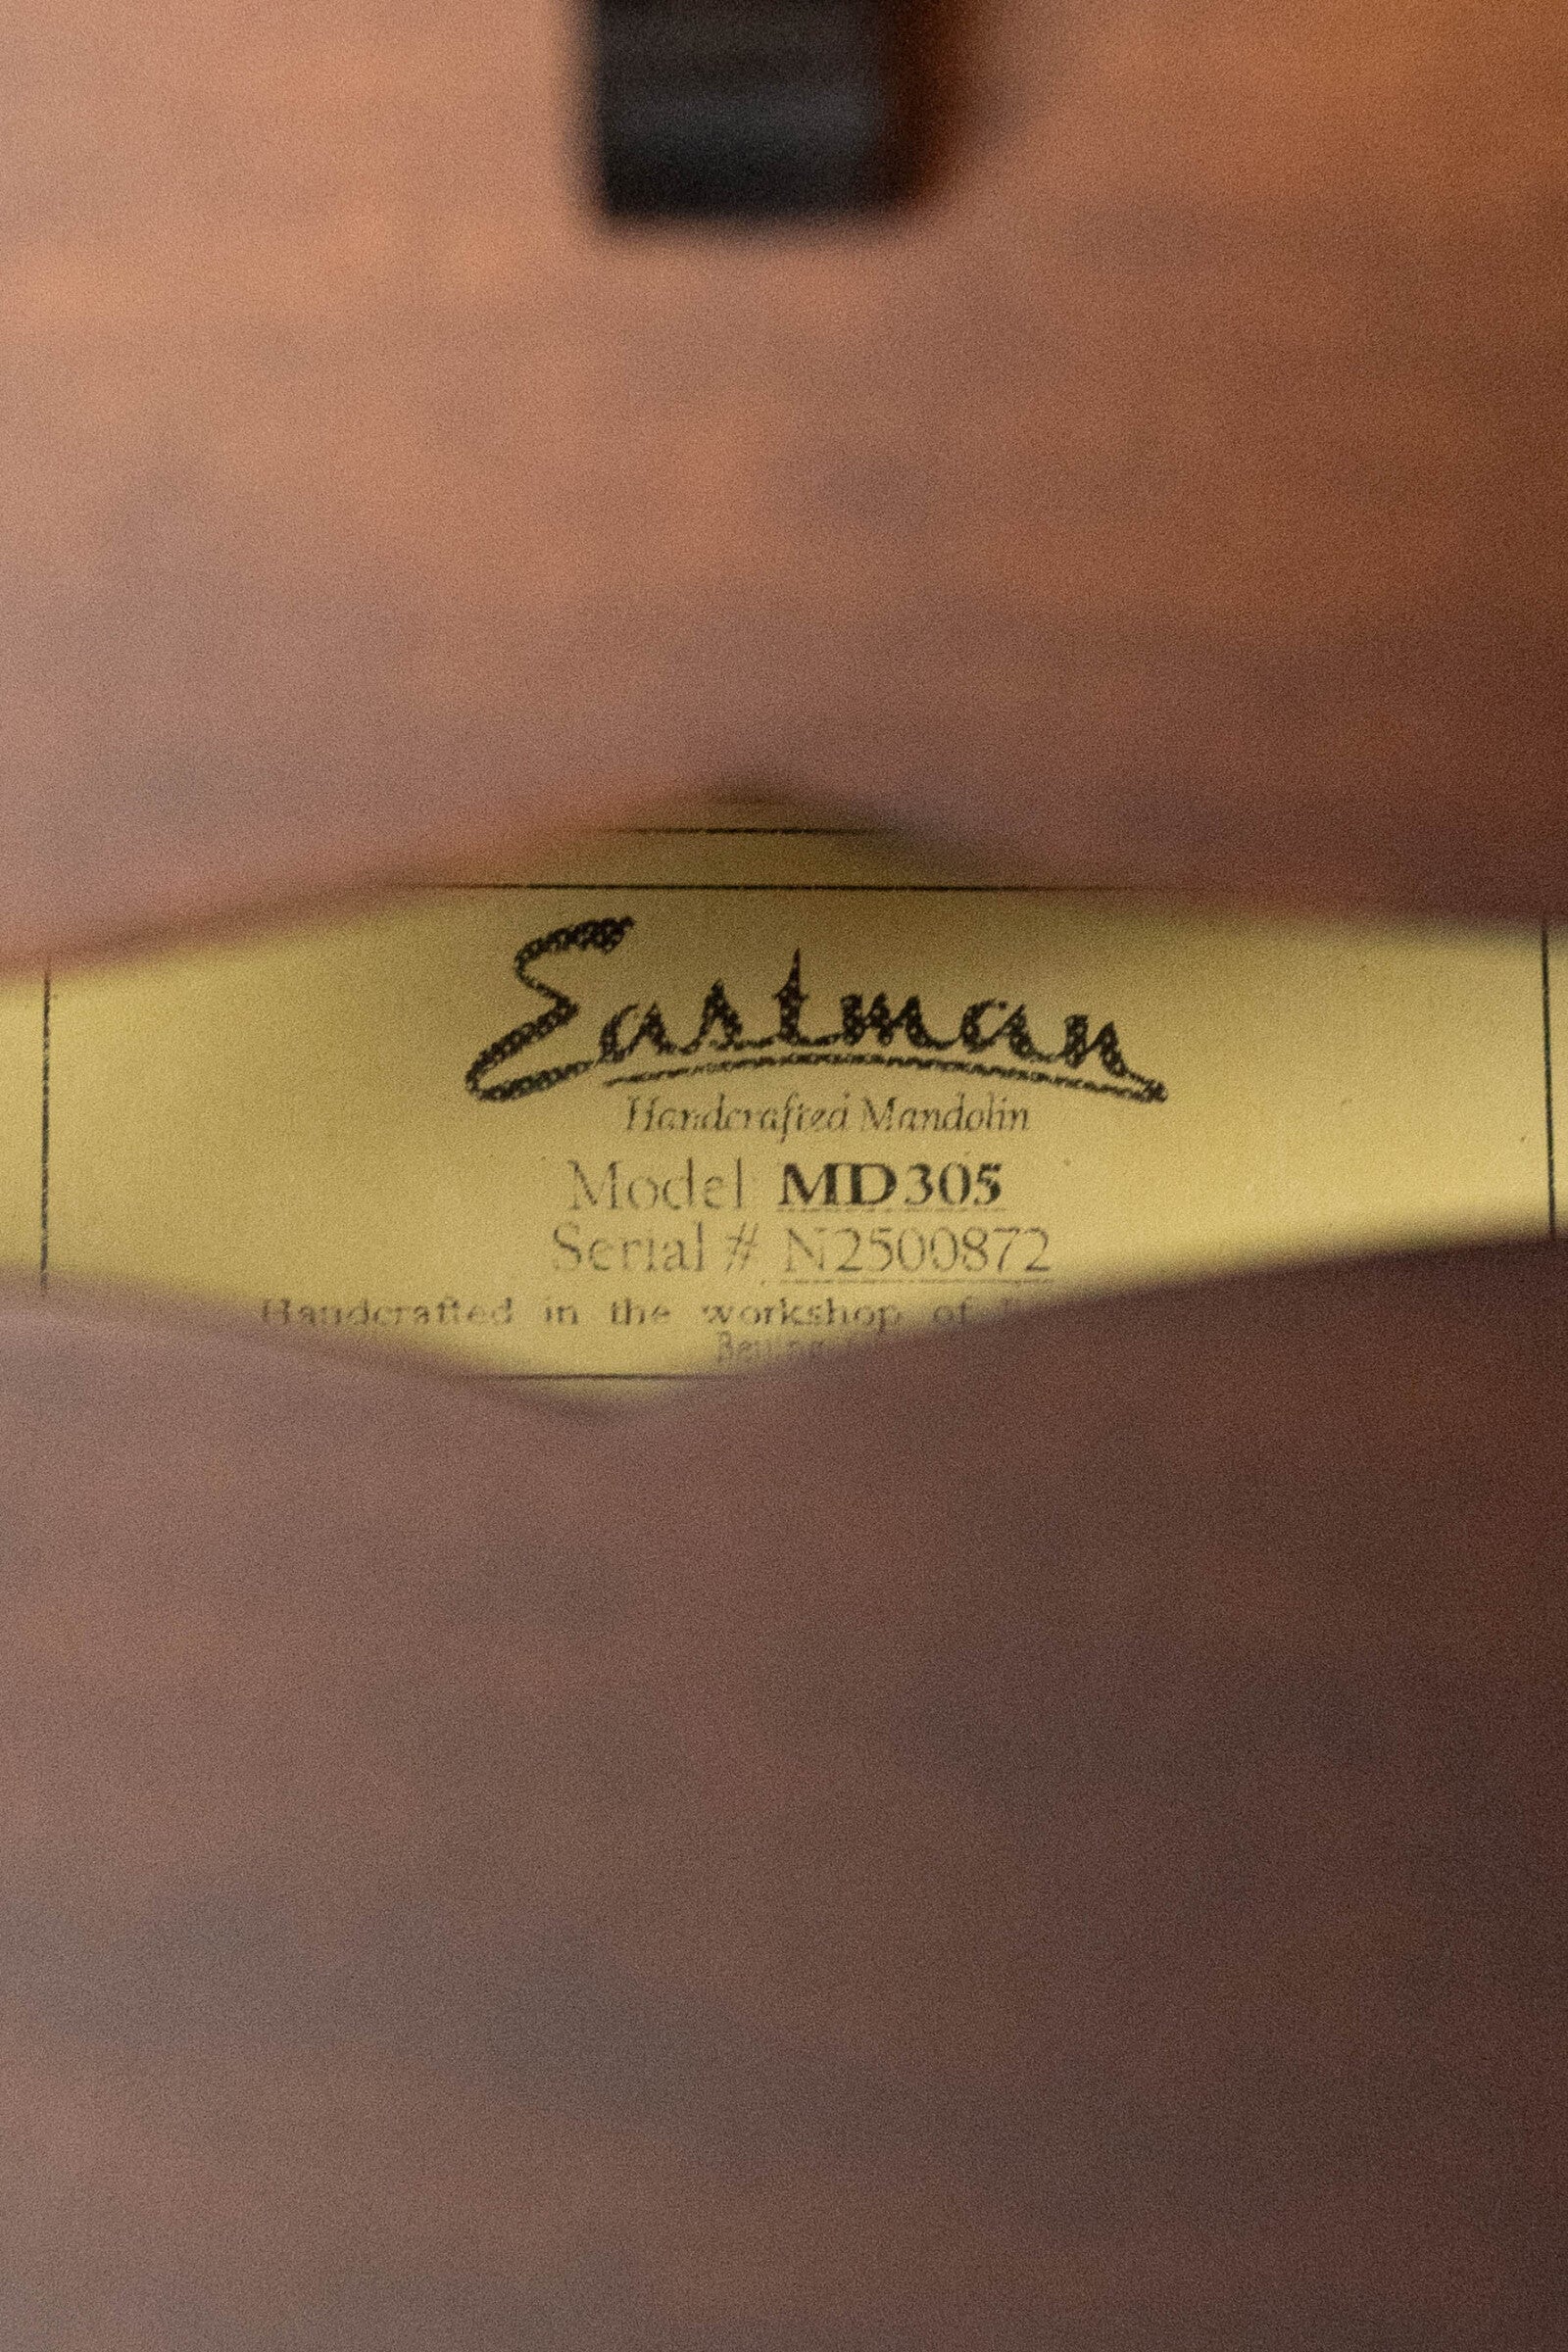 Eastman
Handcrafted Mandolin
Model MD305
Serial # N2500872
Handcrafted in the workshop of